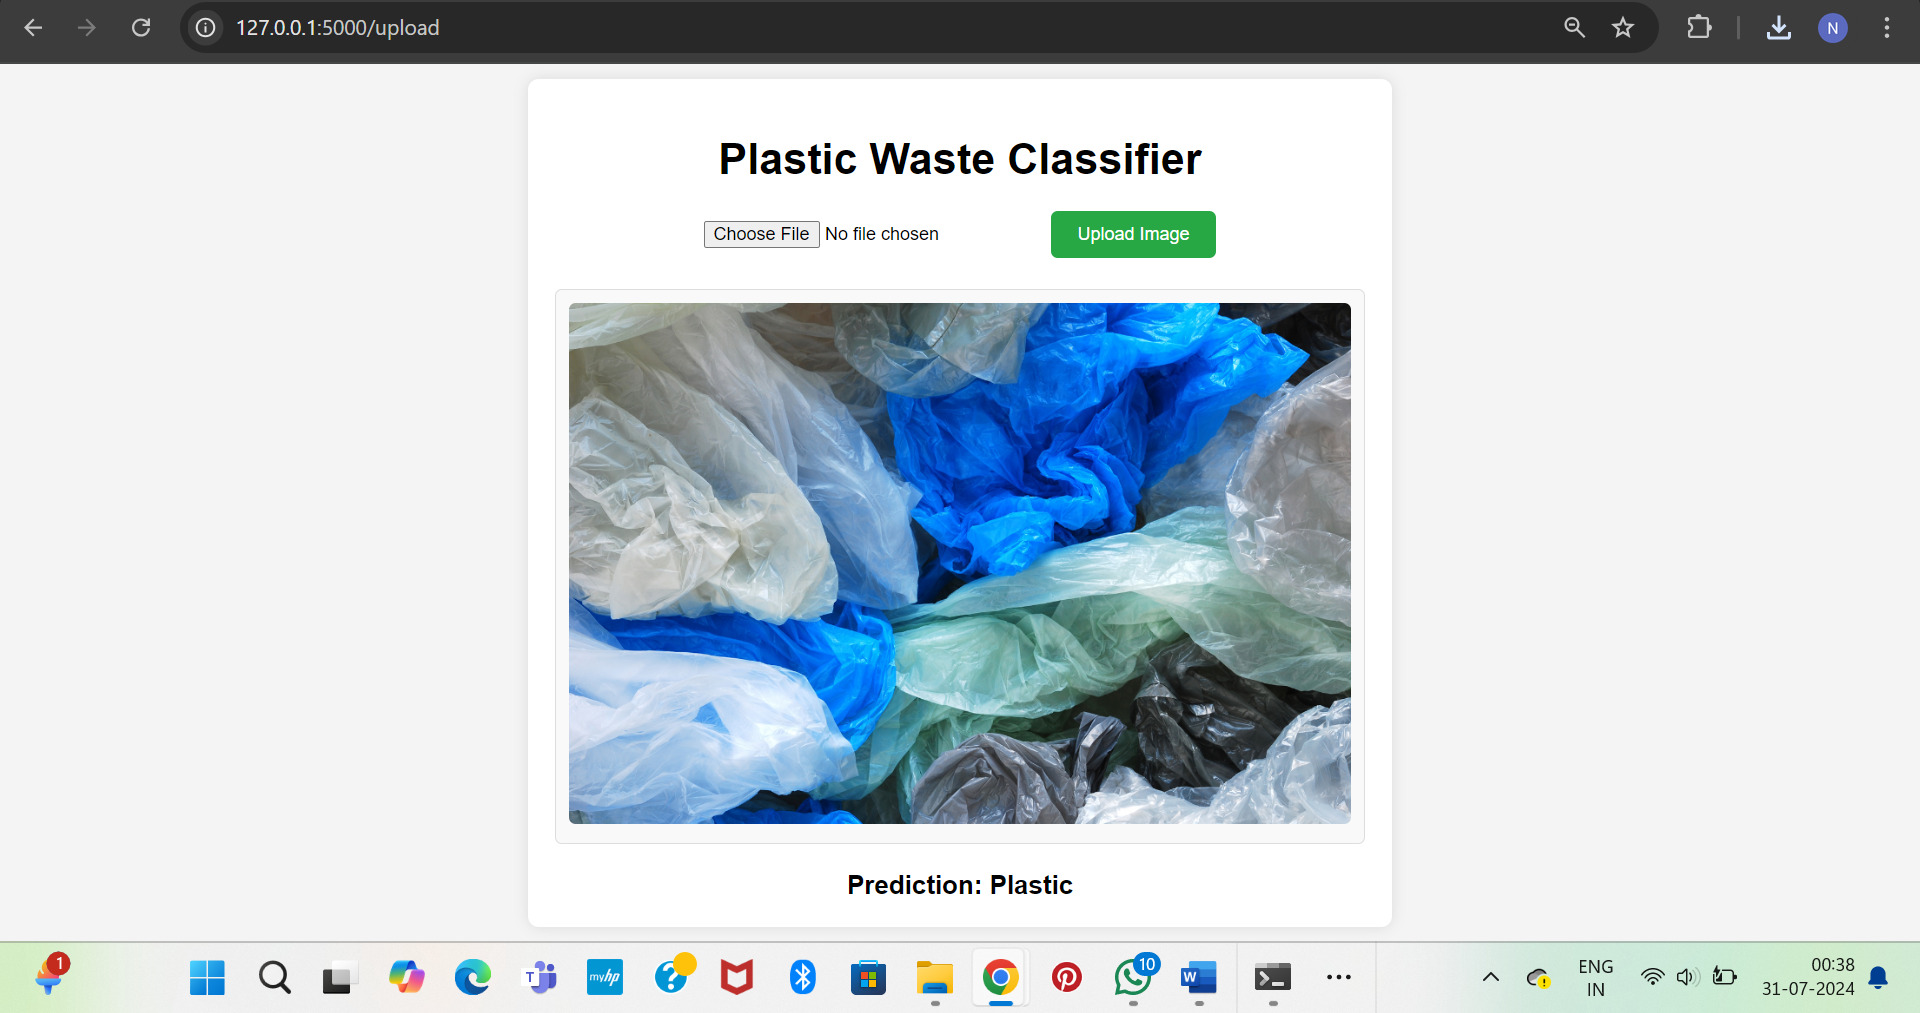 127.0.0.1:5000/upload
N
Plastic Waste Classifier
Choose File No file chosen
Upload Image
Prediction: Plastic
1
T
myhp
?
10
W
ENG
IN
00:38
31-07-2024